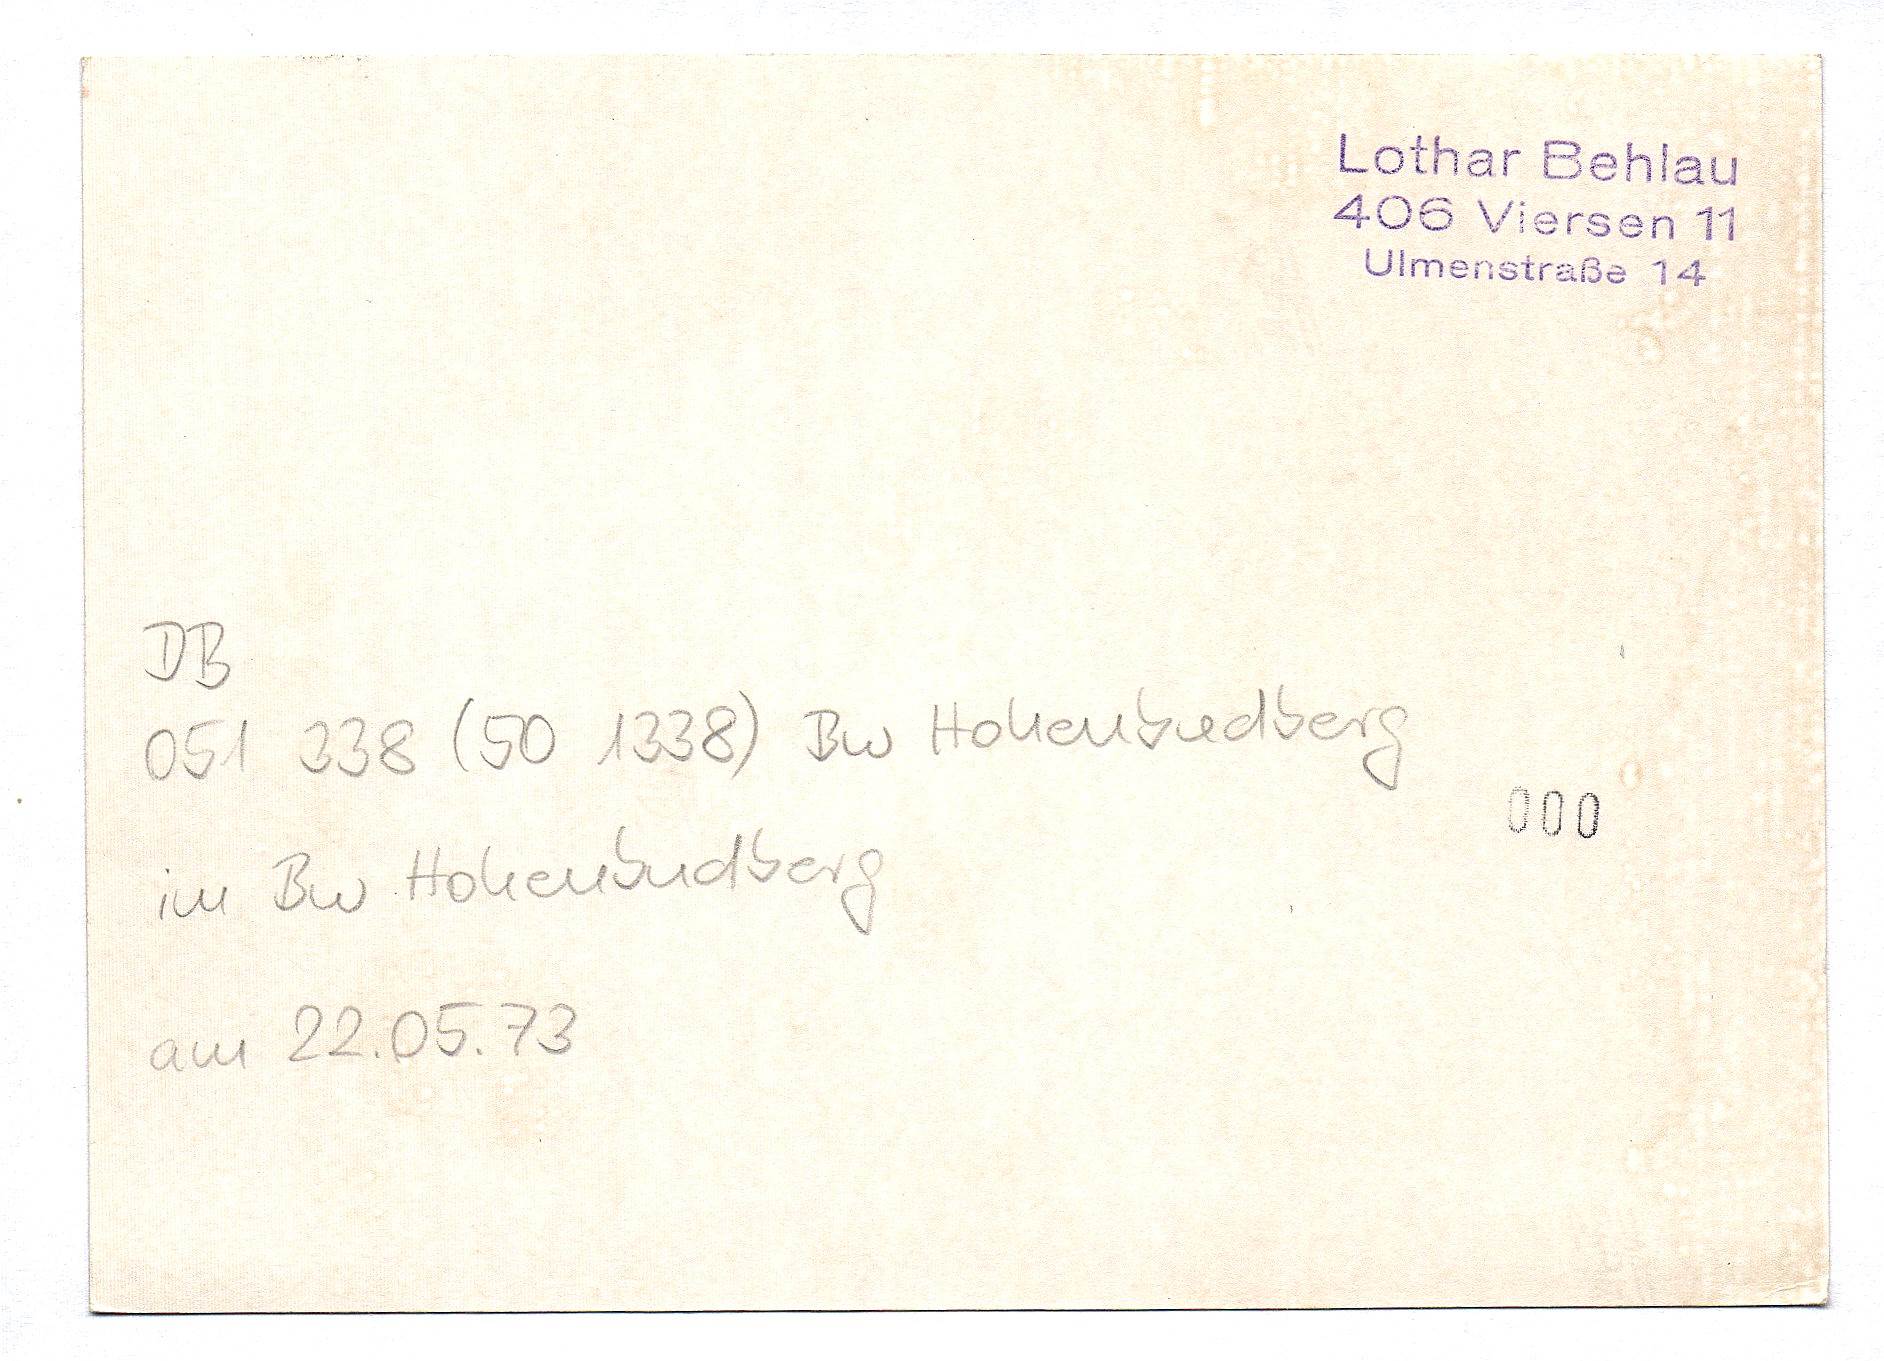 Lothar Behlau
406 Viersen 11
Ulmenstraße 14
DB
051 338 (50 1338) Bw Hohenbudberg
000
im Bw Hohenbudberg
am 22.05.73